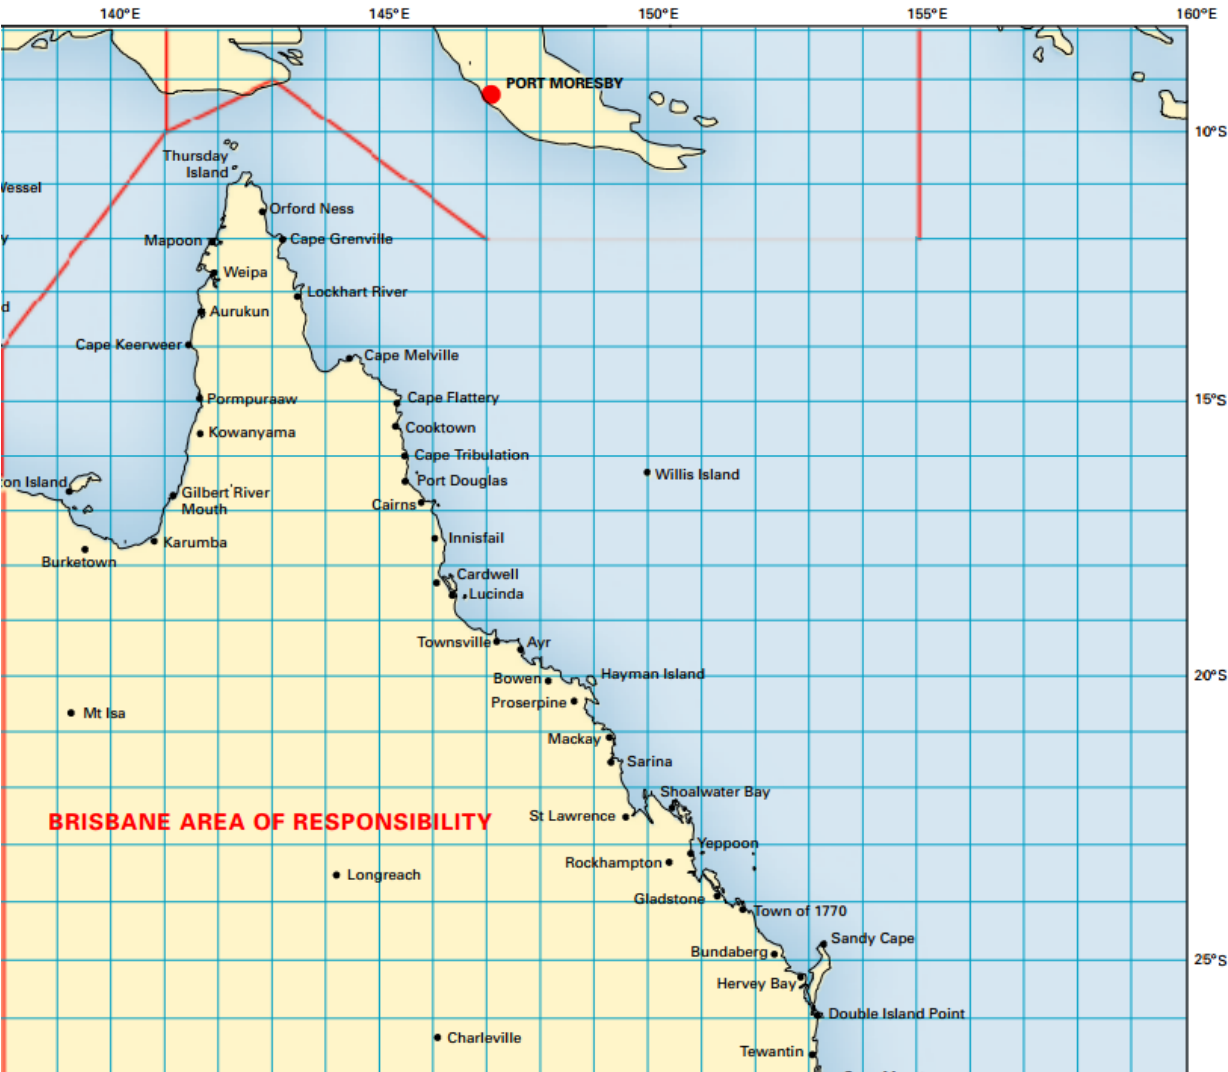 140°E 145°E 150°E 155°E 160°E
PORT MORESBY
10°S
Thursday
Island
Orford Ness
Mapoon
Cape Grenville
Weipa
Lockhart River
Aurukun
Cape Keerweer
Cape Melville
Pormpuraaw
Cape Flattery
15°S
Kowanyama
Cooktown
Cape Tribulation
Willis Island
Port Douglas
Gilbert River
Mouth
Cairns
Karumba
Innisfail
Burketown
Cardwell
Lucinda
Townsville
Ayr
Hayman Island
20°S
Bowen
Proserpine
Mt Isa
Mackay
Sarina
Shoalwater Bay
BRISBANE AREA OF RESPONSIBILITY
St Lawrence
Yeppoon
Rockhampton
Longreach
Gladstone
Town of 1770
Sandy Cape
Bundaberg
25°S
Hervey Bay
Double Island Point
Charleville
Tewantin